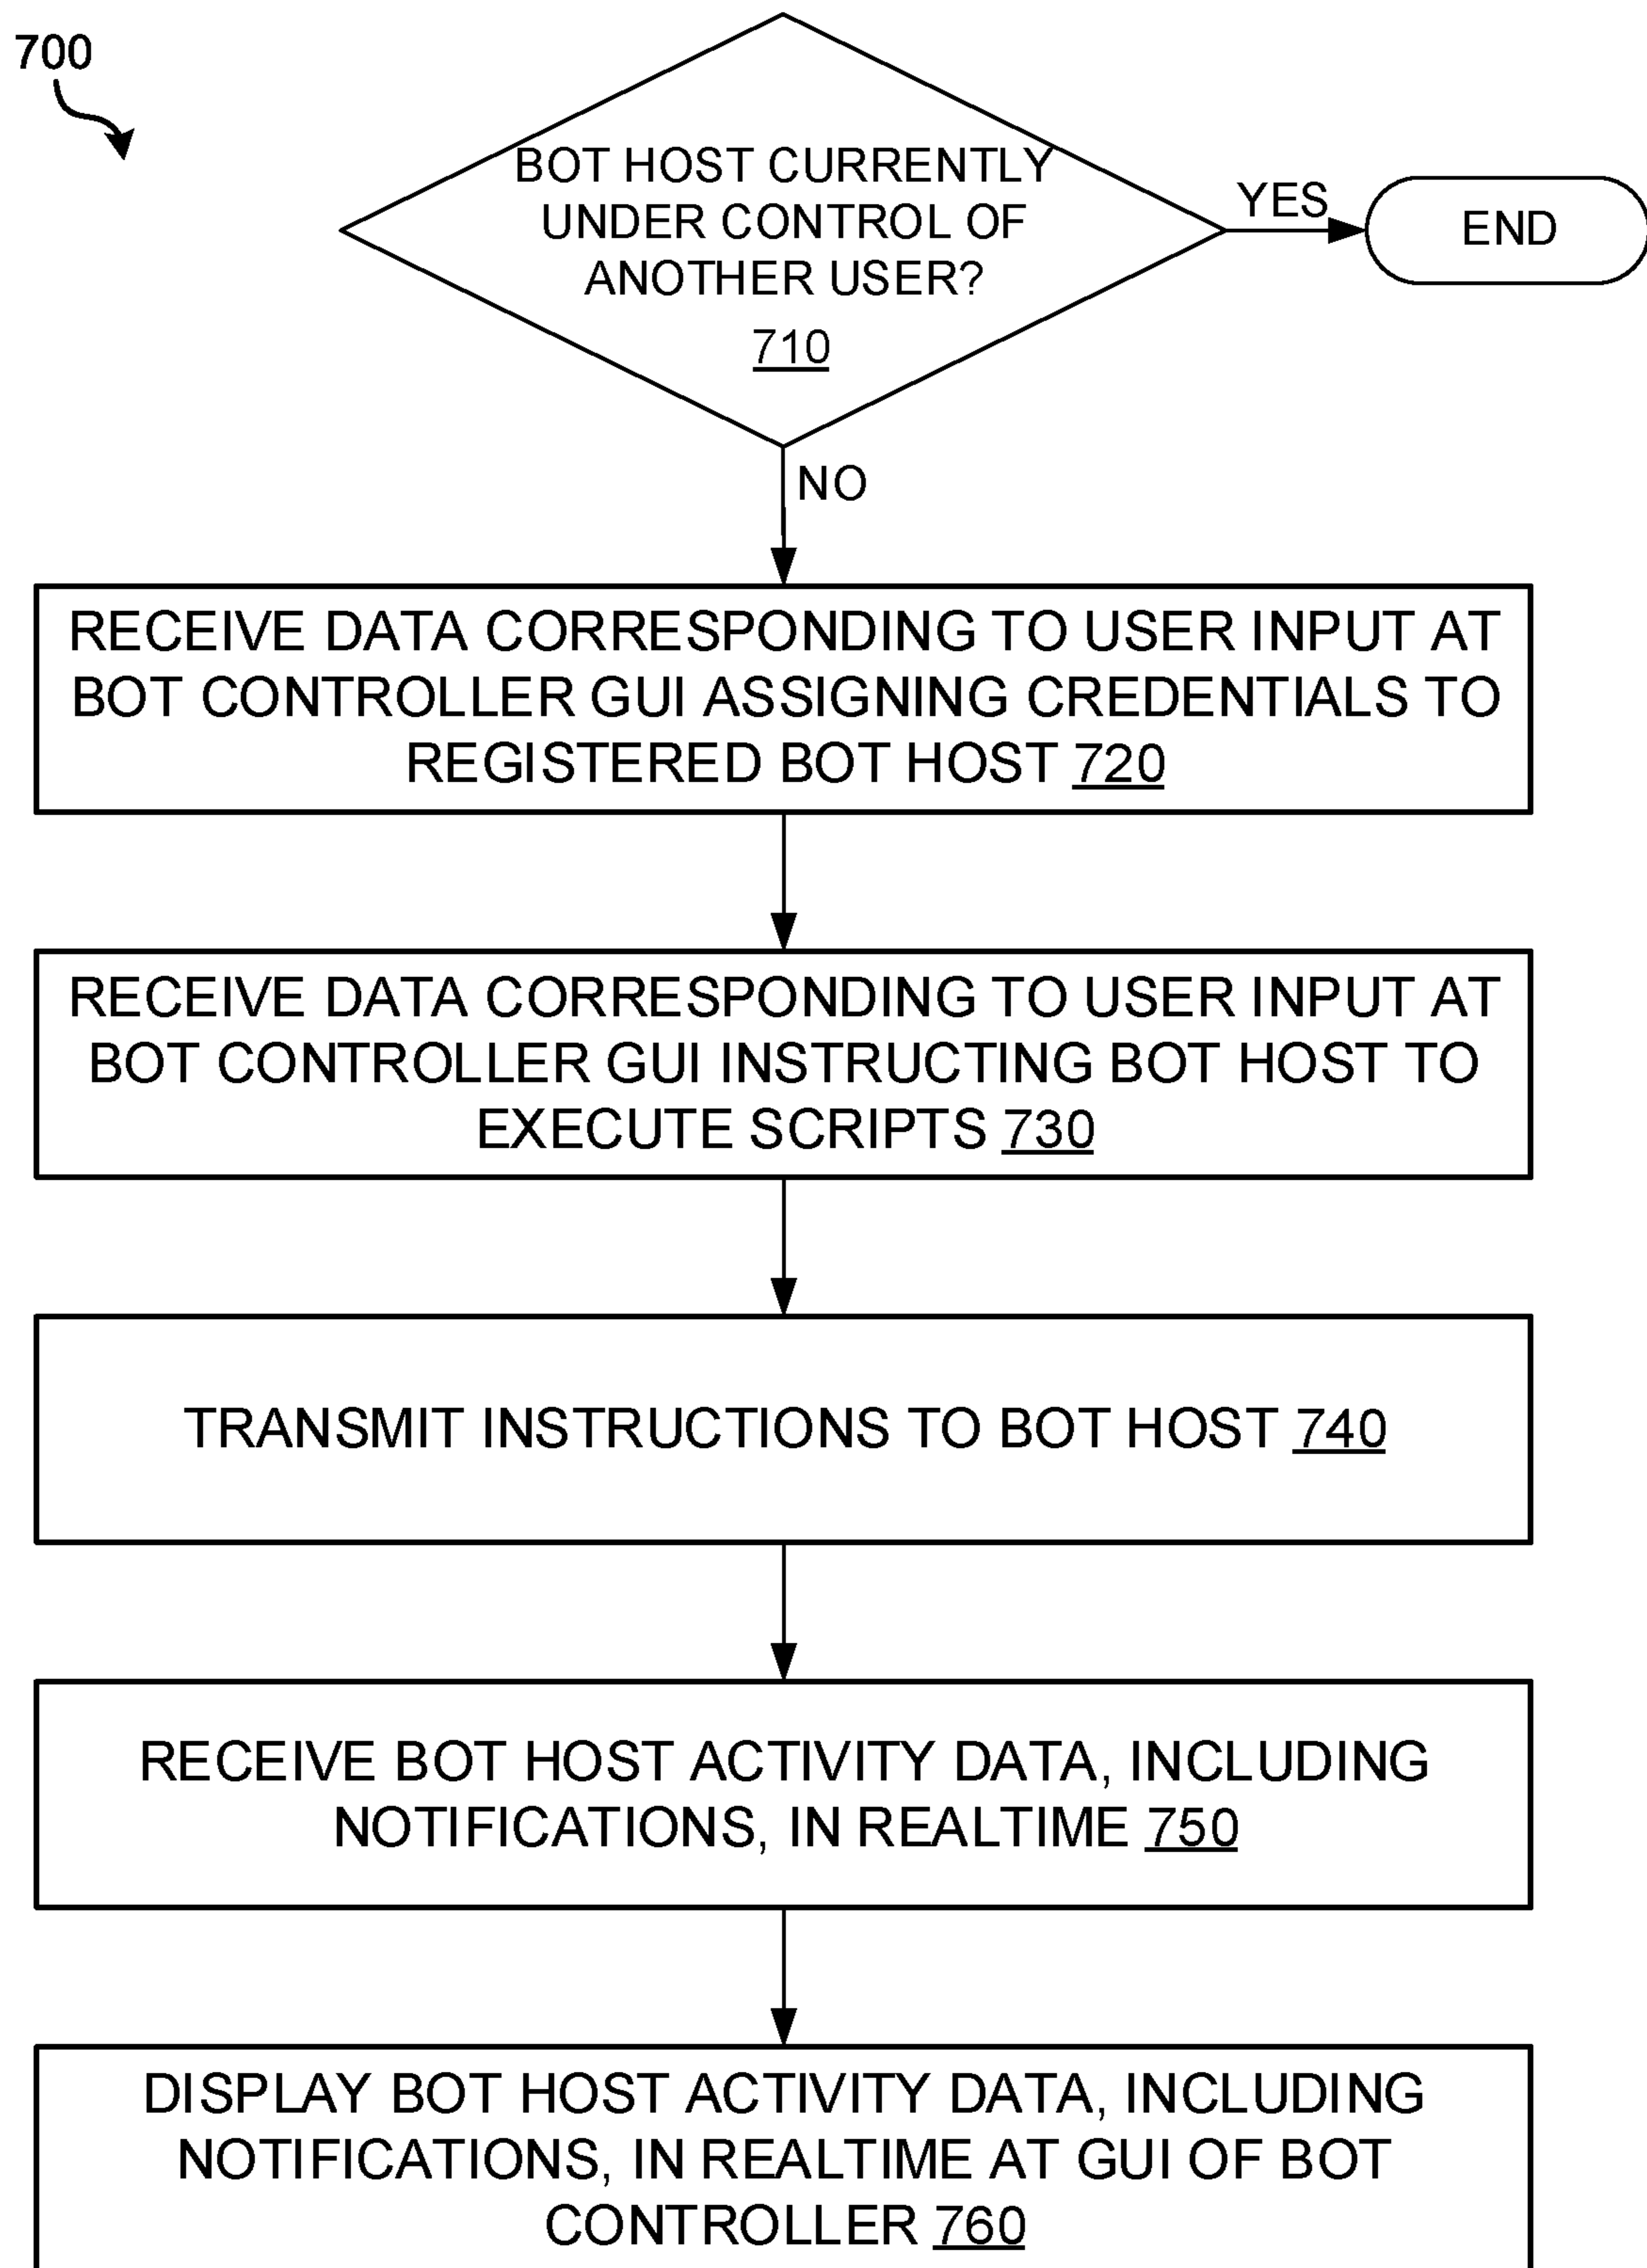 700
BOT HOST CURRENTLY
UNDER CONTROL OF
ANOTHER USER?
710
YES
END
NO
RECEIVE DATA CORRESPONDING TO USER INPUT AT
BOT CONTROLLER GUI ASSIGNING CREDENTIALS TO
REGISTERED BOT HOST 720
RECEIVE DATA CORRESPONDING TO USER INPUT AT
BOT CONTROLLER GUI INSTRUCTING BOT HOST TO
EXECUTE SCRIPTS 730
TRANSMIT INSTRUCTIONS TO BOT HOST 740
RECEIVE BOT HOST ACTIVITY DATA, INCLUDING
NOTIFICATIONS, IN REALTIME 750
DISPLAY BOT HOST ACTIVITY DATA, INCLUDING
NOTIFICATIONS, IN REALTIME AT GUI OF BOT
CONTROLLER 760